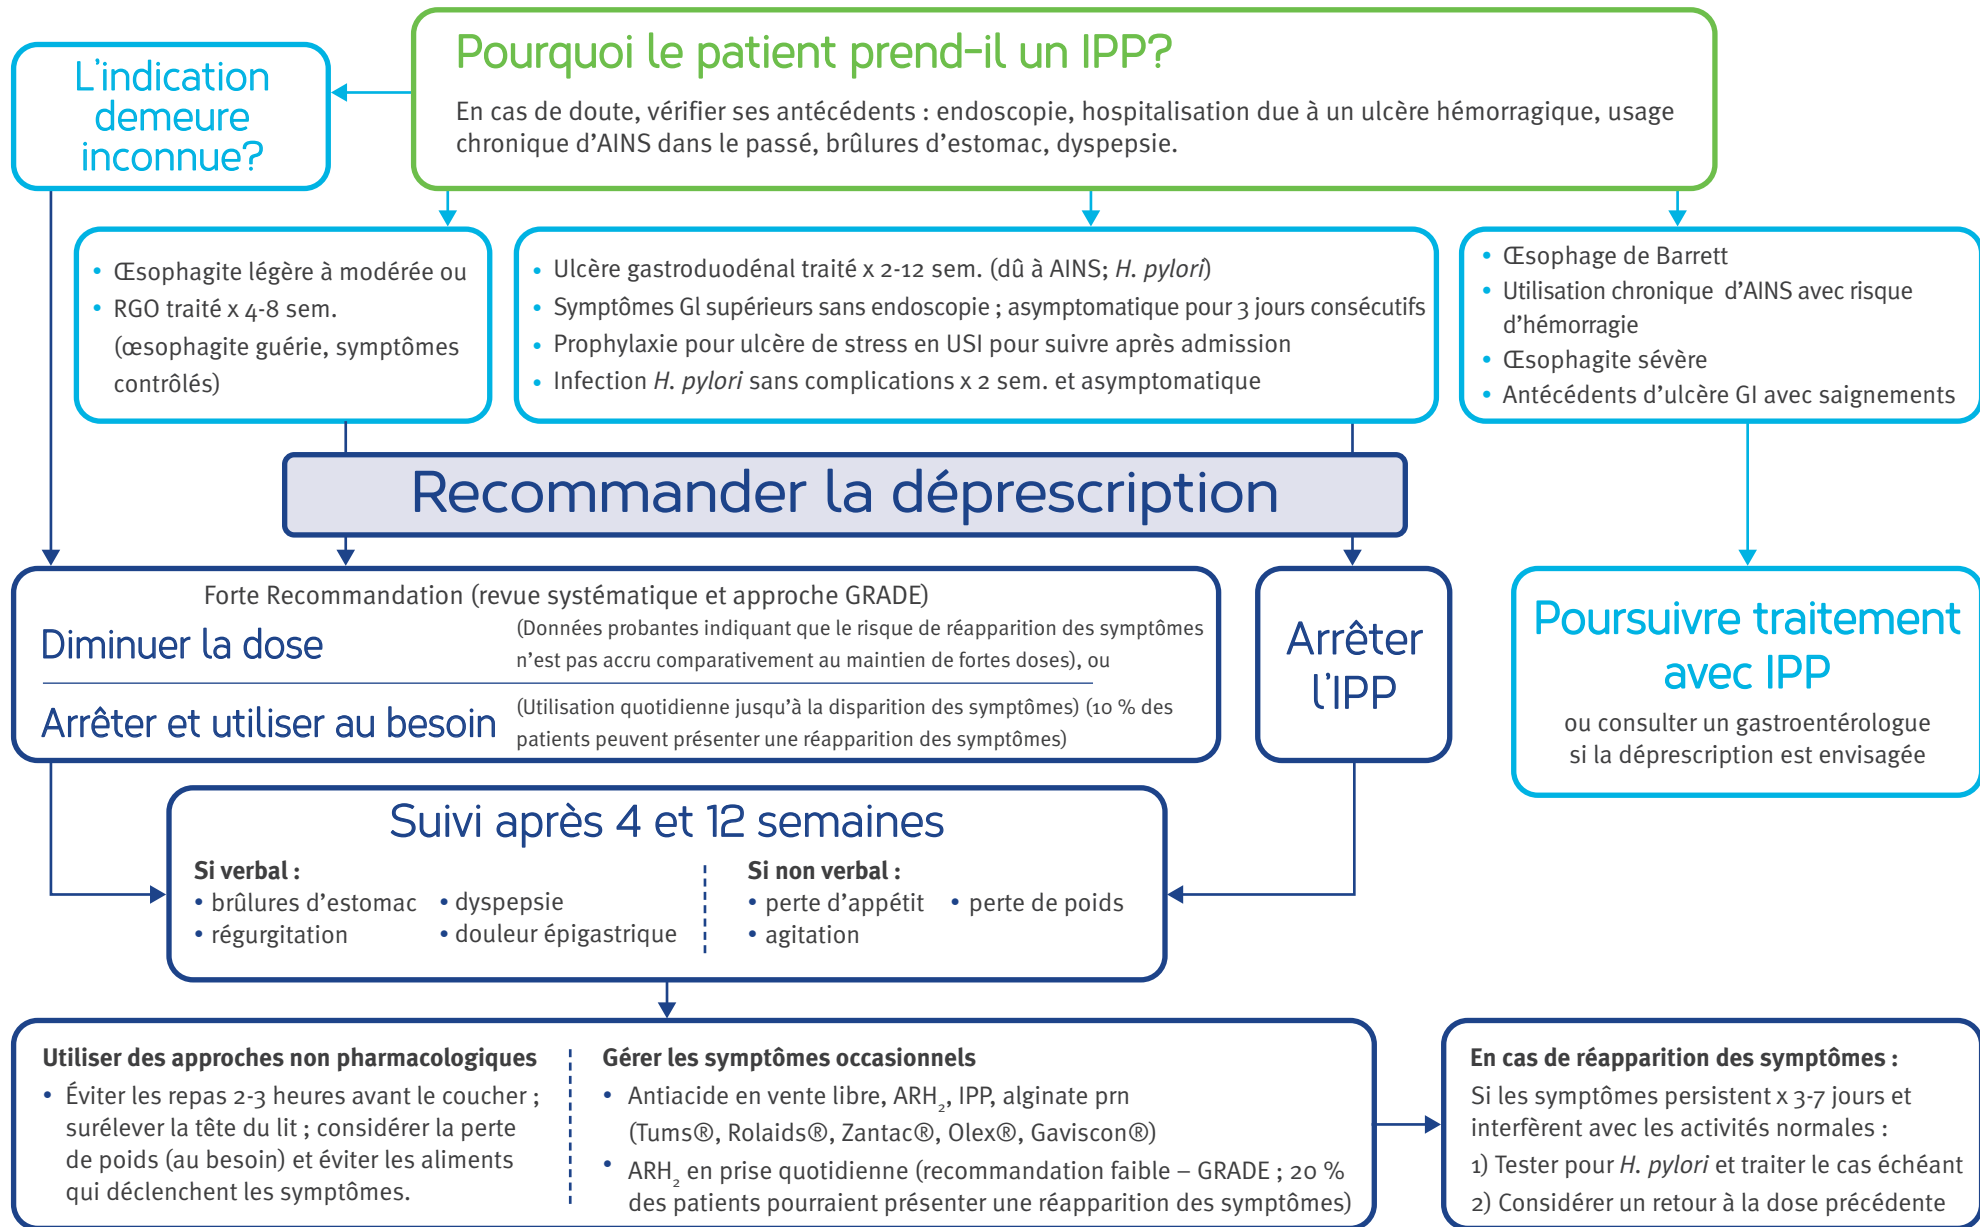 Pourquoi le patient prend-il un IPP?
En cas de doute, vérifier ses antécédents : endoscopie, hospitalisation due à un ulcère hémorragique, usage
chronique d'AINS dans le passé, brûlures d'estomac, dyspepsie.
L'indication
demeure
inconnue?
• Œsophagite légère à modérée ou
• RGO traité x 4-8 sem.
(œsophagite guérie, symptômes
contrôlés)
• Ulcère gastroduodénal traité x 2-12 sem. (dû à AINS; H. pylori)
• Symptômes GI supérieurs sans endoscopie ; asymptomatique pour 3 jours consécutifs
• Prophylaxie pour ulcère de stress en USI pour suivre après admission
• Infection H. pylori sans complications x 2 sem. et asymptomatique
• Œsophage de Barrett
• Utilisation chronique d'AINS avec risque
d'hémorragie
• Œsophagite sévère
• Antécédents d'ulcère GI avec saignements
Recommander la déprescription
Forte Recommandation (revue systématique et approche GRADE)
Diminuer la dose
(Données probantes indiquant que le risque de réapparition des symptômes
n'est pas accru comparativement au maintien de fortes doses), ou
Arrêter et utiliser au besoin
(Utilisation quotidienne jusqu'à la disparition des symptômes) (10 % des
patients peuvent présenter une réapparition des symptômes)
Arrêter
l'IPP
Poursuivre traitement
avec IPP
ou consulter un gastroentérologue
si la déprescription est envisagée
Suivi après 4 et 12 semaines
Si verbal :
• brûlures d'estomac • dyspepsie
• régurgitation • douleur épigastrique
Si non verbal :
• perte d'appétit • perte de poids
• agitation
Utiliser des approches non pharmacologiques
• Éviter les repas 2-3 heures avant le coucher ;
surélever la tête du lit ; considérer la perte
de poids (au besoin) et éviter les aliments
qui déclenchent les symptômes.
Gérer les symptômes occasionnels
• Antiacide en vente libre, ARH₂, IPP, alginate prn
(Tums®, Rolaids®, Zantac®, Olex®, Gaviscon®)
• ARH₂ en prise quotidienne (recommandation faible – GRADE ; 20 %
des patients pourraient présenter une réapparition des symptômes)
En cas de réapparition des symptômes :
Si les symptômes persistent x 3-7 jours et
interfèrent avec les activités normales :
1) Tester pour H. pylori et traiter le cas échéant
2) Considérer un retour à la dose précédente